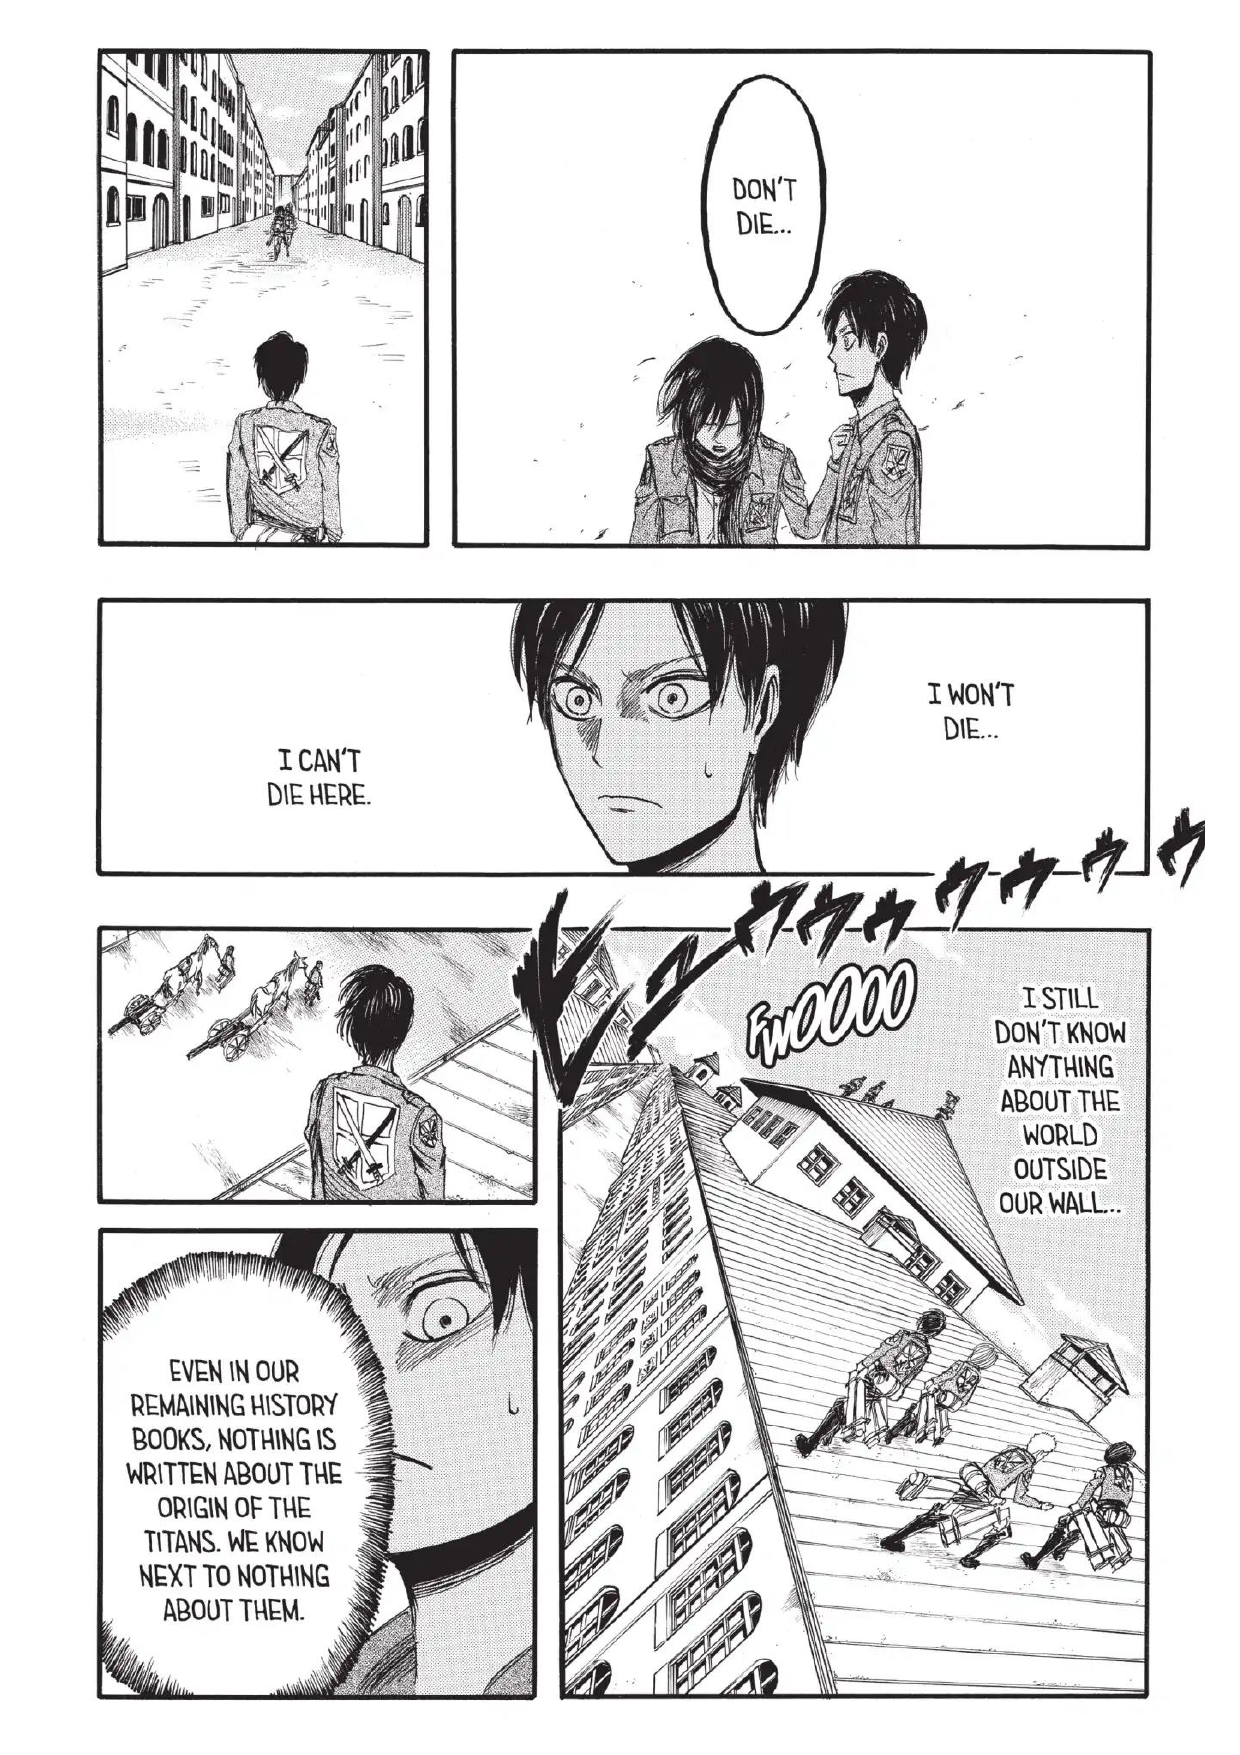 DON'T
DIE...
I WON'T
DIE...
I CAN'T
DIE HERE.
ドヒュウウウウウウウ
FWOOOO
I STILL
DON'T KNOW
ANYTHING
ABOUT THE
WORLD
OUTSIDE
OUR WALL...
EVEN IN OUR
REMAINING HISTORY
BOOKS, NOTHING IS
WRITTEN ABOUT THE
ORIGIN OF THE
TITANS. WE KNOW
NEXT TO NOTHING
ABOUT THEM.